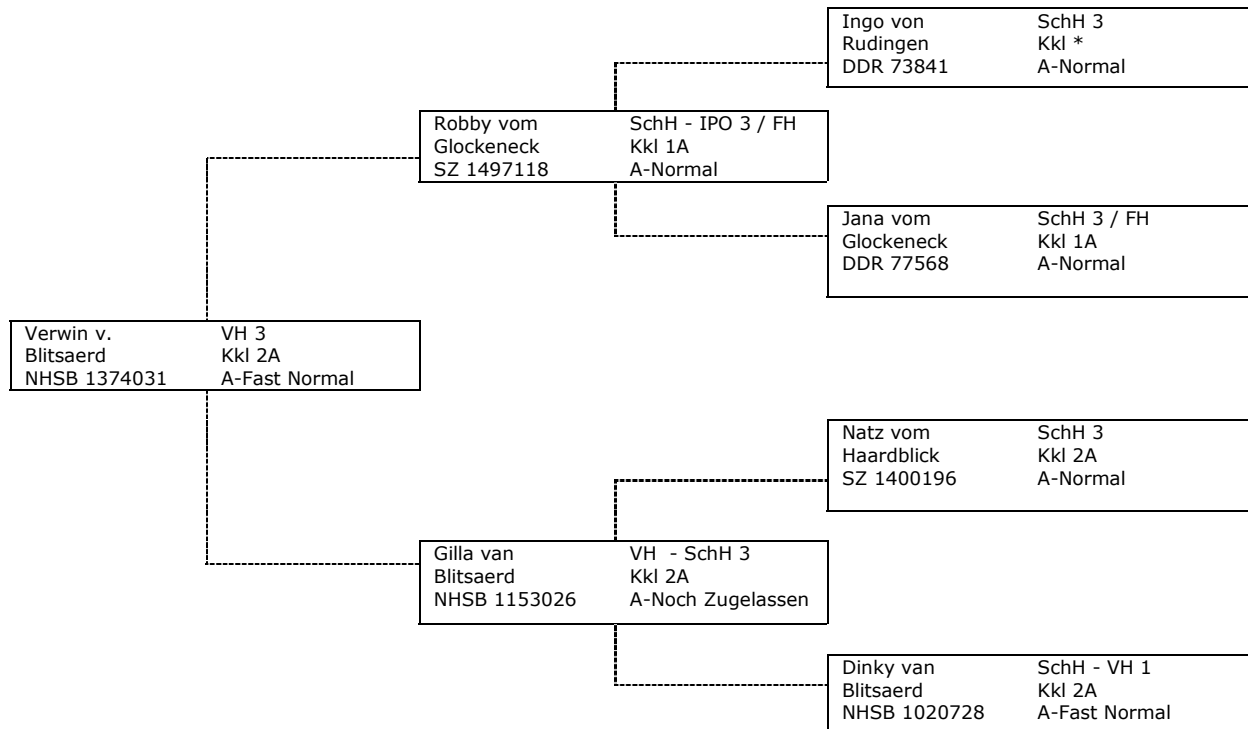 Ingo von SchH 3
Rudingen Kkl *
DDR 73841 A-Normal
Robby vom SchH - IPO 3 / FH
Glockeneck Kkl 1A
SZ 1497118 A-Normal
Jana vom SchH 3 / FH
Glockeneck Kkl 1A
DDR 77568 A-Normal
Verwin v. VH 3
Blitsaerd Kkl 2A
NHSB 1374031 A-Fast Normal
Natz vom SchH 3
Haardblick Kkl 2A
SZ 1400196 A-Normal
Gilla van VH - SchH 3
Blitsaerd Kkl 2A
NHSB 1153026 A-Noch Zugelassen
Dinky van SchH - VH 1
Blitsaerd Kkl 2A
NHSB 1020728 A-Fast Normal